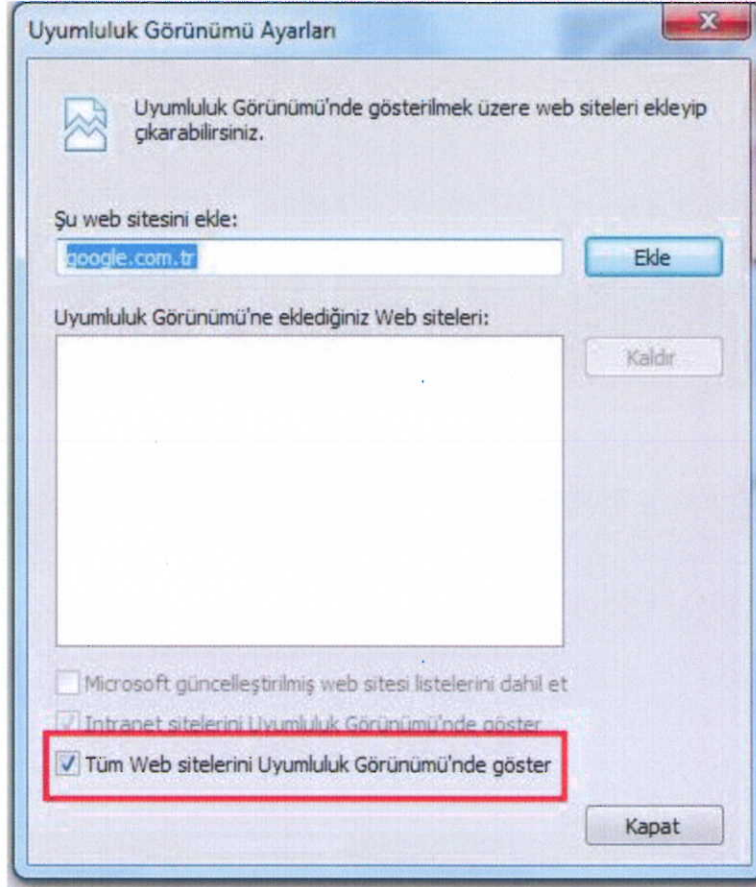 Uyumluluk Görünümü Ayarları
Uyumluluk Görünümü'nde gösterilmek üzere web siteleri ekleyip
çıkarabilirsiniz.
Şu web sitesini ekle:
google.com.tr
Ekle
Uyumluluk Görünümü'ne eklediğiniz Web siteleri:
Kaldır
Microsoft güncelleştirilmiş web sitesi listelerini dahil et
Intranet sitelerini Uyumluluk Görünümü'nde göster
Tüm Web sitelerini Uyumluluk Görünümü'nde göster
Kapat